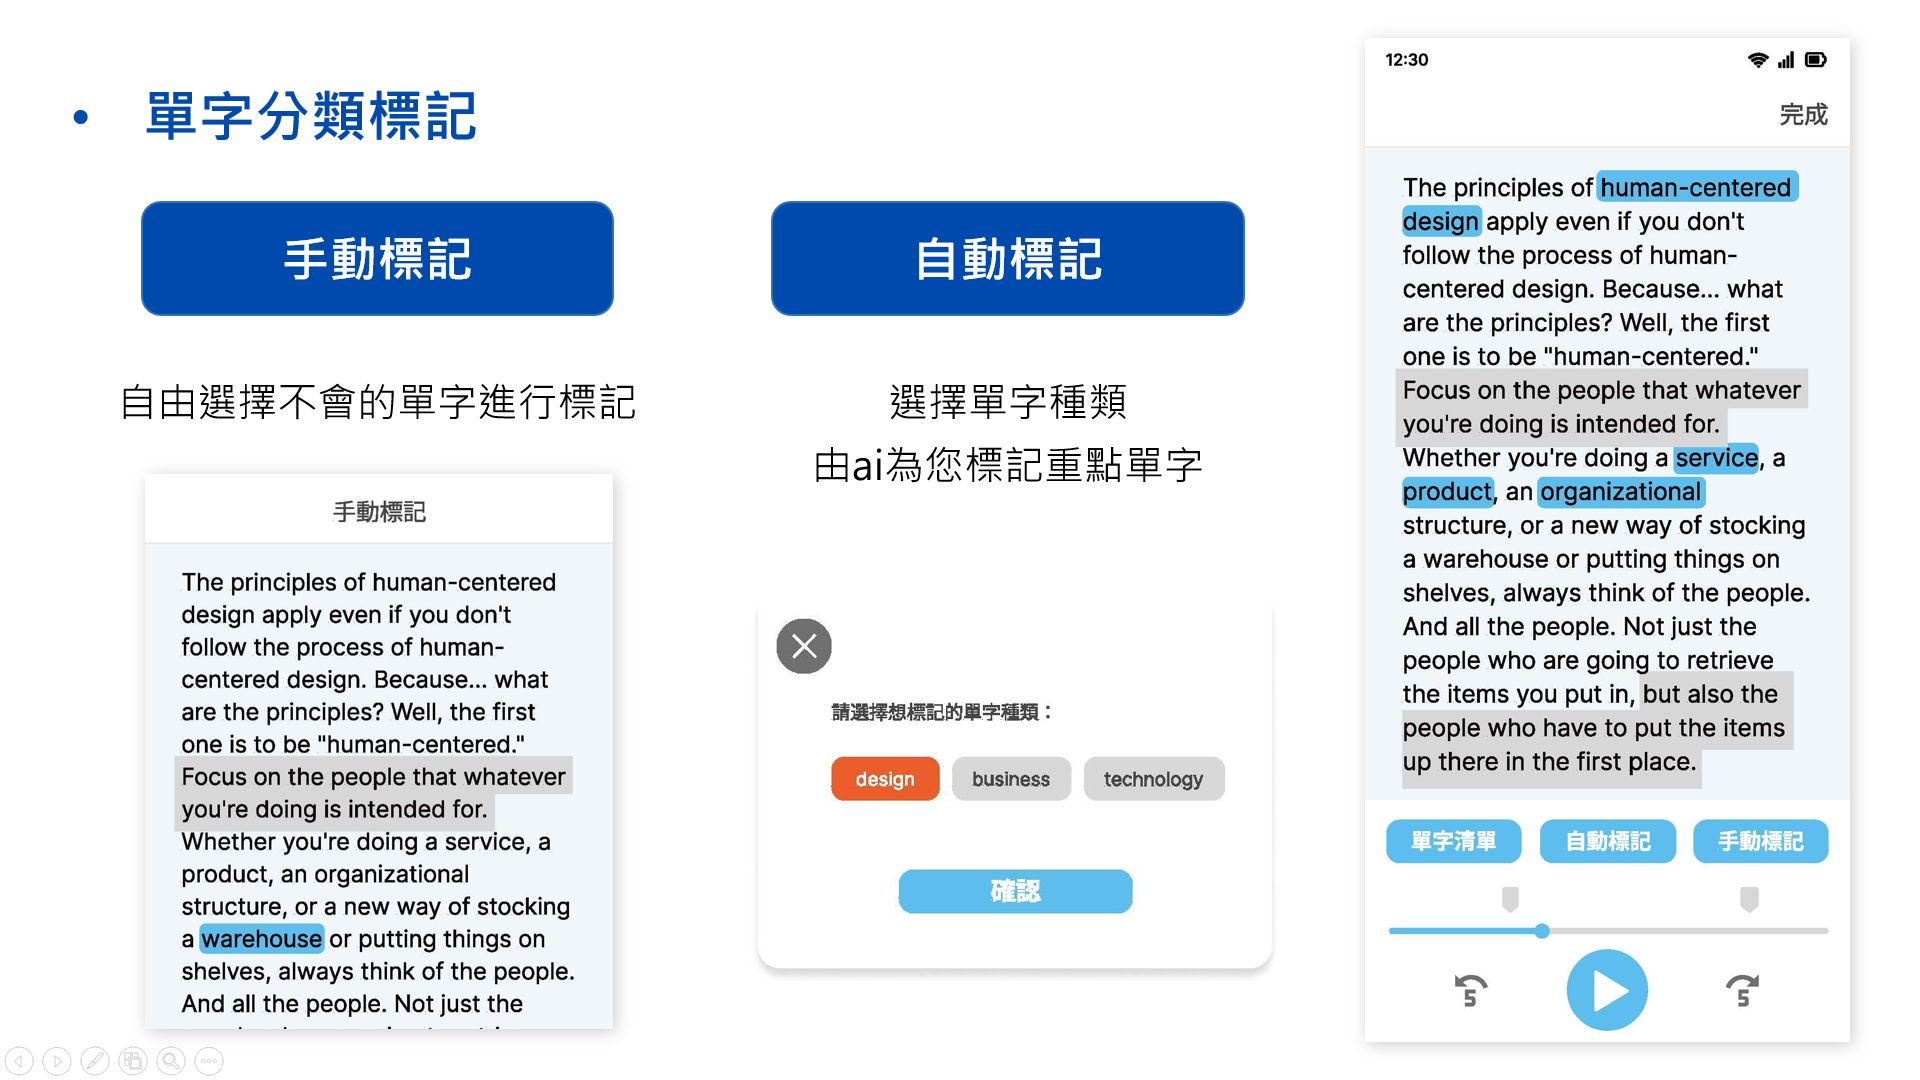 • 單字分類標記
手動標記
自由選擇不會的單字進行標記
手動標記
The principles of human-centered
design apply even if you don't
follow the process of human-
centered design. Because... what
are the principles? Well, the first
one is to be "human-centered."
Focus on the people that whatever
you're doing is intended for.
Whether you're doing a service, a
product, an organizational
structure, or a new way of stocking
a warehouse or putting things on
shelves, always think of the people.
And all the people. Not just the
自動標記
選擇單字種類
由ai為您標記重點單字
請選擇想標記的單字種類：
design business technology
確認
12:30
完成
The principles of human-centered
design apply even if you don't
follow the process of human-
centered design. Because... what
are the principles? Well, the first
one is to be "human-centered."
Focus on the people that whatever
you're doing is intended for.
Whether you're doing a service, a
product, an organizational
structure, or a new way of stocking
a warehouse or putting things on
shelves, always think of the people.
And all the people. Not just the
people who are going to retrieve
the items you put in, but also the
people who have to put the items
up there in the first place.
單字清單 自動標記 手動標記
5 5